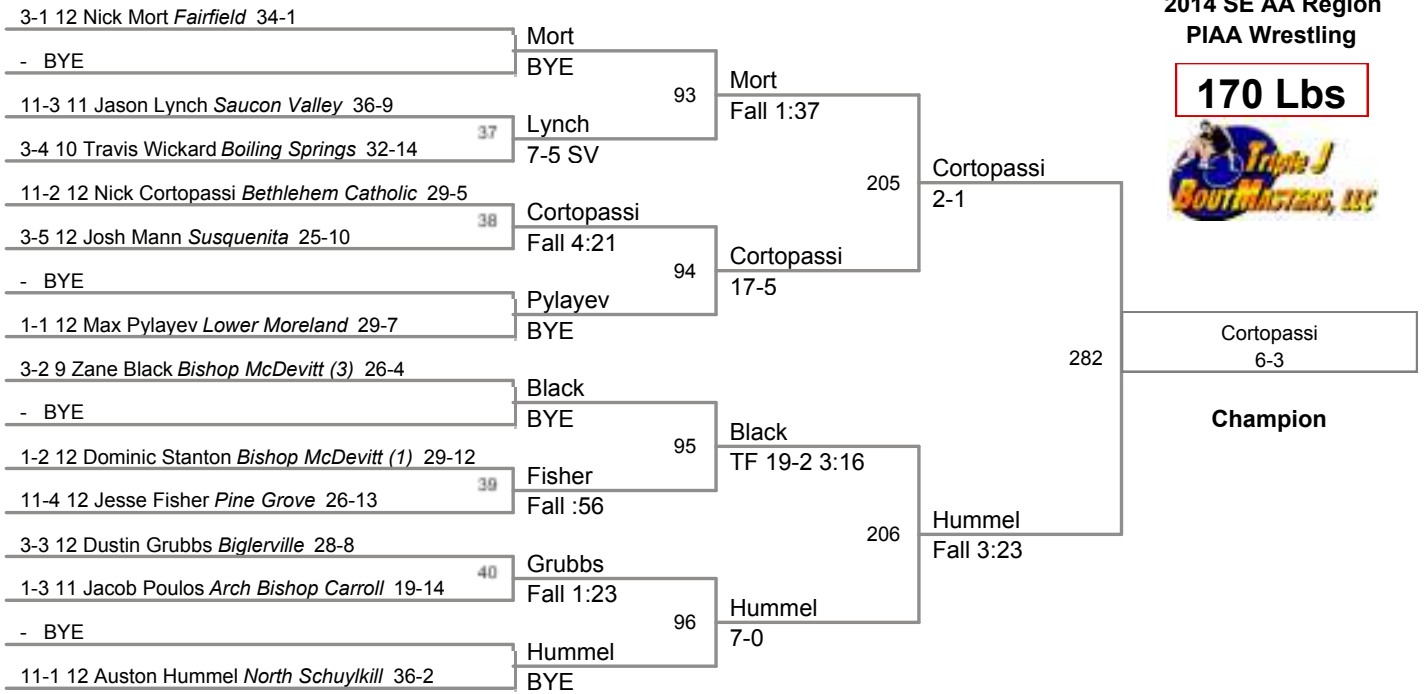 2014 SE AA Region
PIAA Wrestling
170 Lbs
Triple J
BOUTMASTERS, LLC
3-1 12 Nick Mort Fairfield 34-1
- BYE
11-3 11 Jason Lynch Saucon Valley 36-9
3-4 10 Travis Wickard Boiling Springs 32-14
11-2 12 Nick Cortopassi Bethlehem Catholic 29-5
3-5 12 Josh Mann Susquenita 25-10
- BYE
1-1 12 Max Pylayev Lower Moreland 29-7
3-2 9 Zane Black Bishop McDevitt (3) 26-4
- BYE
1-2 12 Dominic Stanton Bishop McDevitt (1) 29-12
11-4 12 Jesse Fisher Pine Grove 26-13
3-3 12 Dustin Grubbs Biglerville 28-8
1-3 11 Jacob Poulos Arch Bishop Carroll 19-14
- BYE
11-1 12 Auston Hummel North Schuylkill 36-2
37
38
39
40
Mort
BYE
Lynch
7-5 SV
Cortopassi
Fall 4:21
Pylayev
BYE
Black
BYE
Fisher
Fall :56
Grubbs
Fall 1:23
Hummel
BYE
93
94
95
96
Mort
Fall 1:37
Cortopassi
17-5
Black
TF 19-2 3:16
Hummel
7-0
205
206
Cortopassi
2-1
Hummel
Fall 3:23
282
Cortopassi
6-3
Champion